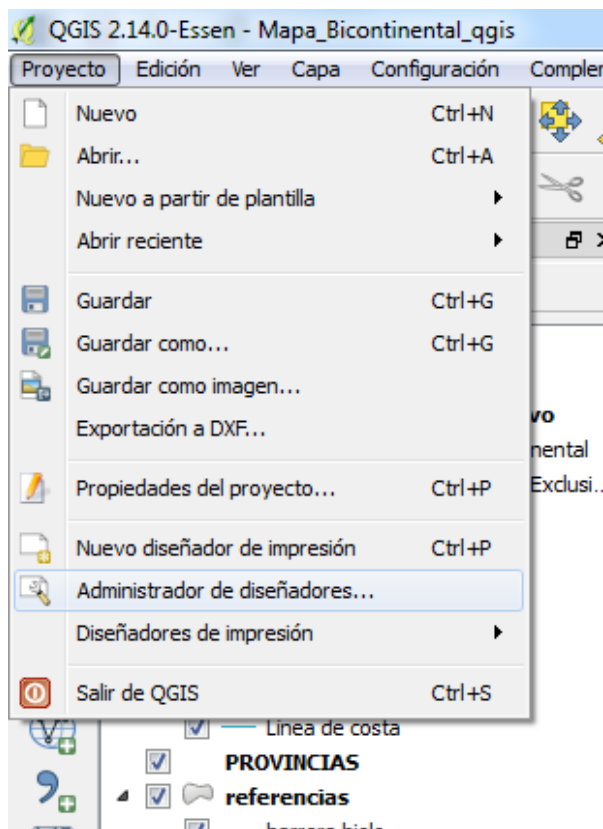 QGIS 2.14.0-Essen - Mapa_Bicontinental_qgis
Proyecto Edición Ver Capa Configuración Complem
Nuevo Ctrl+N
Abrir... Ctrl+A
Nuevo a partir de plantilla
Abrir reciente
Guardar Ctrl+G
Guardar como... Ctrl+G
Guardar como imagen...
Exportación a DXF...
vo
nental
Propiedades del proyecto... Ctrl+P
Exclusi...
Nuevo diseñador de impresión Ctrl+P
Administrador de diseñadores...
Diseñadores de impresión
Salir de QGIS Ctrl+S
Línea de costa
PROVINCIAS
referencias